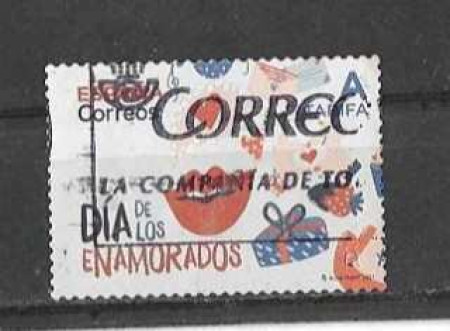 ESPAÑA
Correos
A
TARIFA
CORREO
LA COMPAÑÍA DE TO
DÍA DE LOS
ENAMORADOS